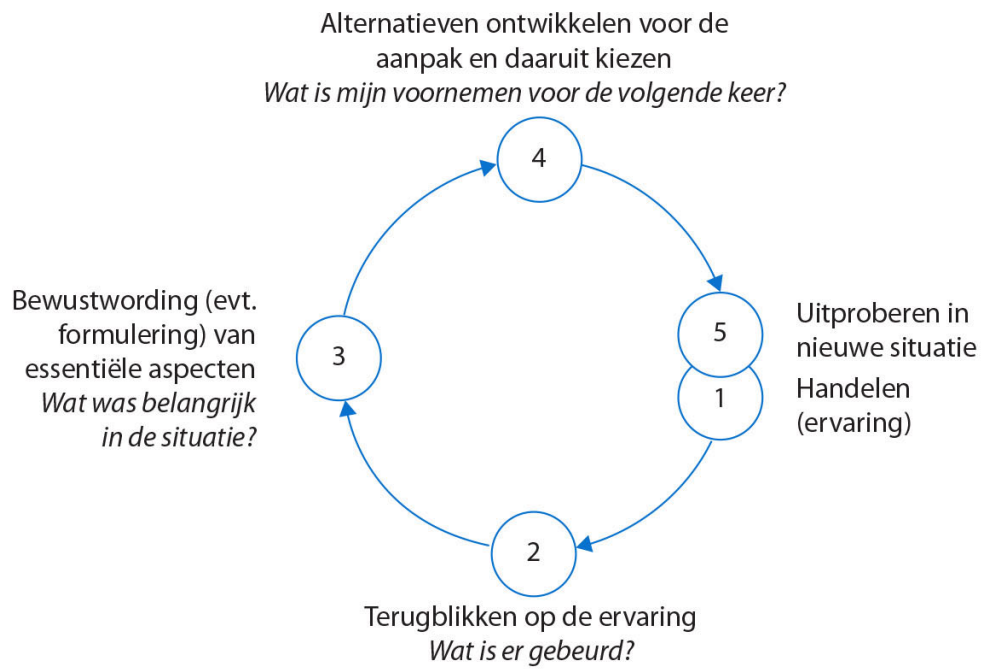 Alternatieven ontwikkelen voor de
aanpak en daaruit kiezen
Wat is mijn voornemen voor de volgende keer?
4
5
Uitproberen in
nieuwe situatie
1
Handelen
(ervaring)
2
Terugblikken op de ervaring
Wat is er gebeurd?
3
Bewustwording (evt.
formulering) van
essentiële aspecten
Wat was belangrijk
in de situatie?